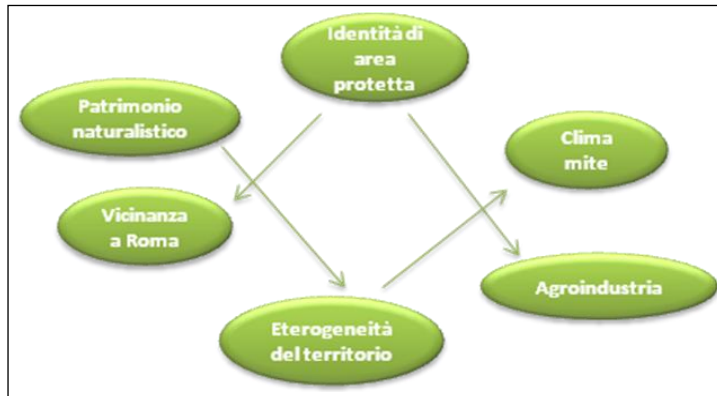 Identità di
area
protetta
Patrimonio
naturalistico
Clima
mite
Vicinanza
a Roma
Agroindustria
Eterogeneità
del territorio